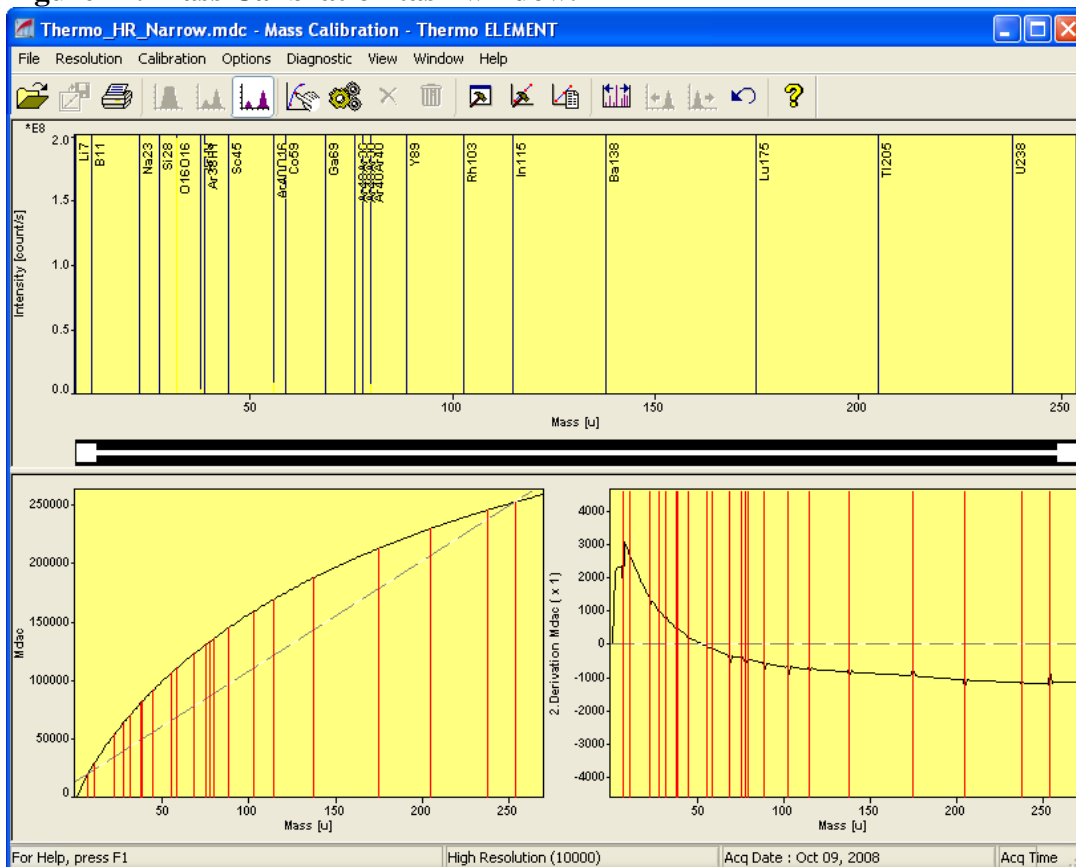 Thermo_HR_Narrow.mdc - Mass Calibration - Thermo ELEMENT
File Resolution Calibration Options Diagnostic View Window Help
*E8
2.0
1.5
1.0
0.5
0.0
Intensity [count/s]
Li7
B11
Na23
Si28
O16O16
Ar38H1
Sc45
Ar40O16
Co59
Ga69
Ar40Ar40
Y89
Rh103
In115
Ba138
Lu175
Tl205
U238
50 100 150 200 250
Mass [u]
250000
200000
150000
100000
50000
0
Mdac
50 100 150 200 250
Mass [u]
4000
3000
2000
1000
0
-1000
-2000
-3000
-4000
2.Derivation Mdac ( x 1)
50 100 150 200 250
Mass [u]
For Help, press F1 High Resolution (10000) Acq Date : Oct 09, 2008 Acq Time